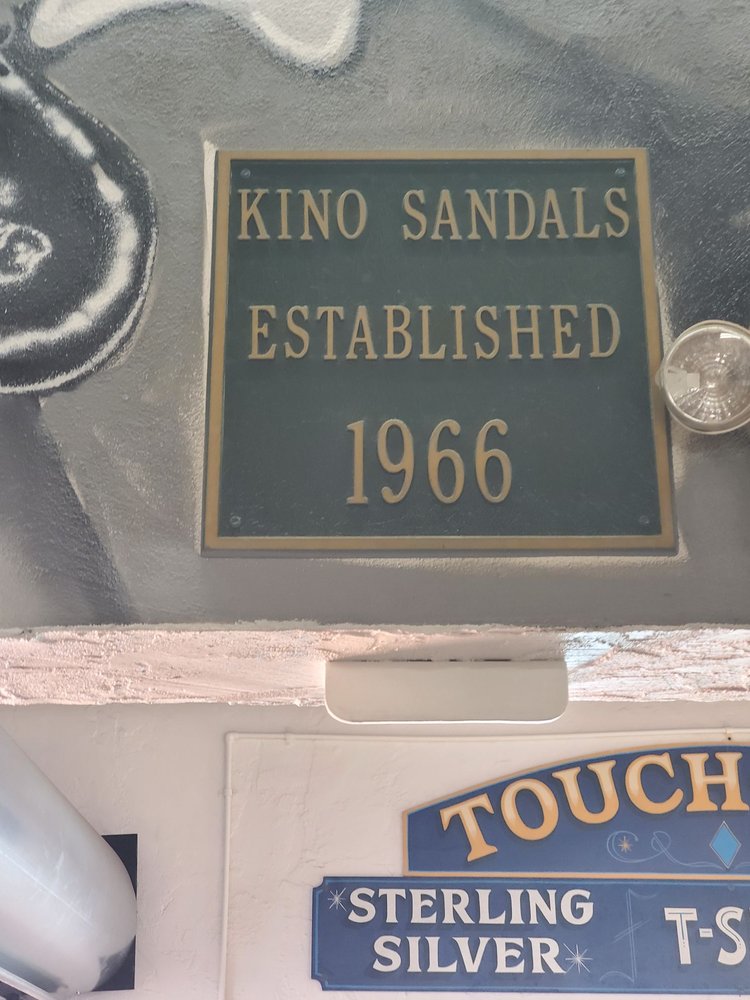 KINO SANDALS
ESTABLISHED
1966
TOUCH
STERLING
SILVER
T-S